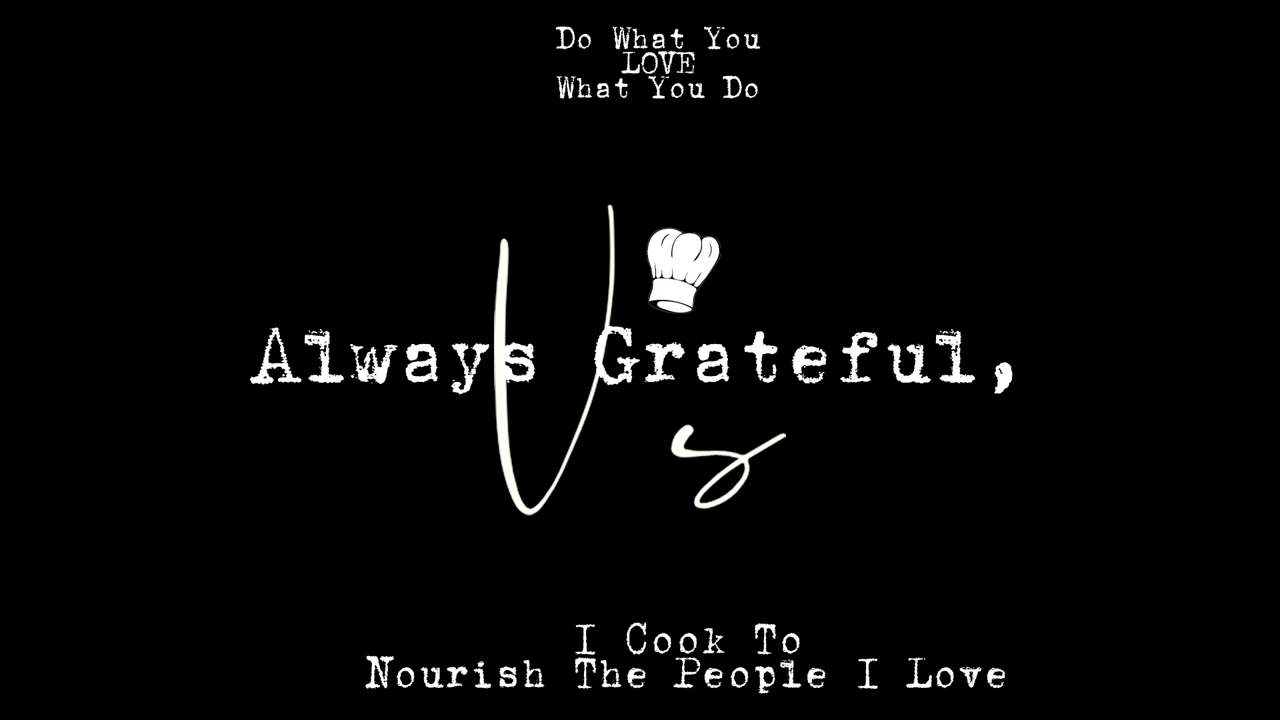 Do What You
LOVE
What You Do
Always Grateful,
Vs
I Cook To
Nourish The People I Love